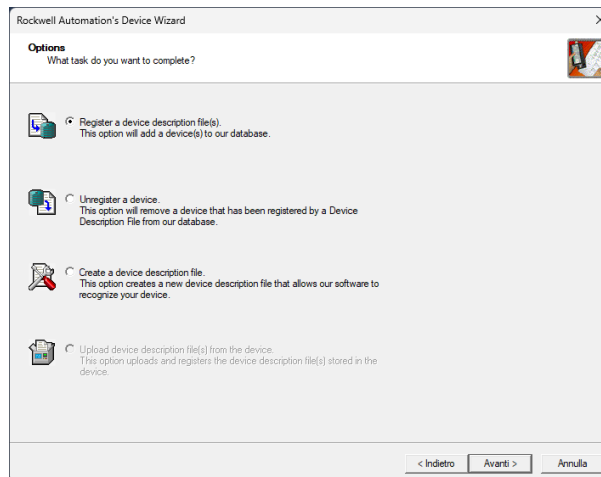 Rockwell Automation's Device Wizard
Options
What task do you want to complete?
Register a device description file(s).
This option will add a device(s) to our database.
Unregister a device.
This option will remove a device that has been registered by a Device
Description File from our database.
Create a device description file.
This option creates a new device description file that allows our software to
recognize your device.
Upload device description file(s) from the device.
This option uploads and registers the device description file(s) stored in the
device.
< Indietro
Avanti >
Annulla